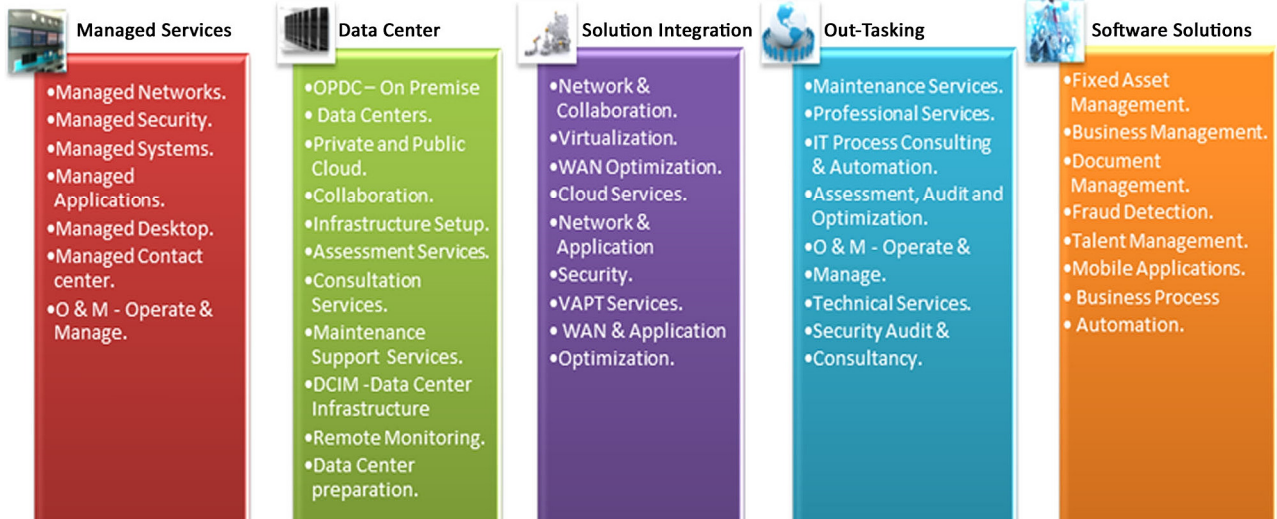 Managed Services
•Managed Networks.
•Managed Security.
•Managed Systems.
•Managed
Applications.
•Managed Desktop.
•Managed Contact
center.
•O & M - Operate &
Manage.
Data Center
•OPDC – On Premise
• Data Centers.
•Private and Public
Cloud.
•Collaboration.
•Infrastructure Setup.
•Assessment Services.
•Consultation
Services.
•Maintenance
Support Services.
•DCIM -Data Center
Infrastructure
•Remote Monitoring.
•Data Center
preparation.
Solution Integration
•Network &
Collaboration.
•Virtualization.
•WAN Optimization.
•Cloud Services.
•Network &
Application
•Security.
•VAPT Services.
• WAN & Application
•Optimization.
Out-Tasking
•Maintenance Services.
•Professional Services.
•IT Process Consulting
& Automation.
•Assessment, Audit and
Optimization.
•O & M - Operate &
•Manage.
•Technical Services.
•Security Audit &
•Consultancy.
Software Solutions
•Fixed Asset
Management.
•Business Management.
•Document
Management.
•Fraud Detection.
•Talent Management.
•Mobile Applications.
• Business Process
• Automation.